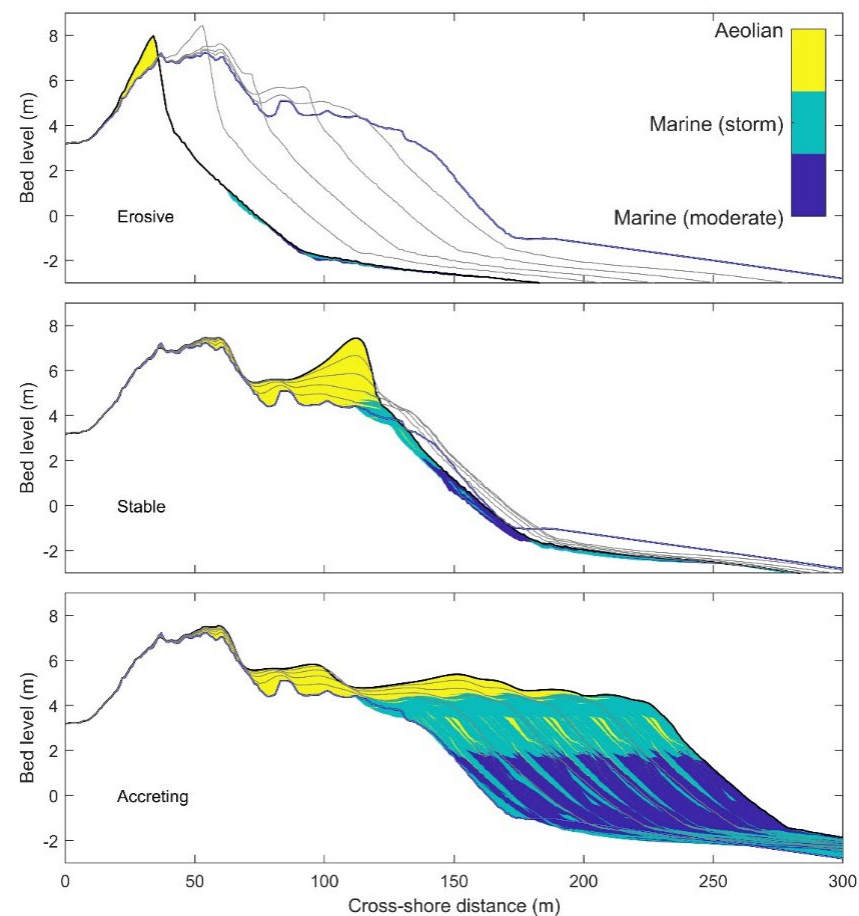 8
6
4
2
0
-2
Bed level (m)
Erosive
Aeolian
Marine (storm)
Marine (moderate)
8
6
4
2
0
-2
Bed level (m)
Stable
8
6
4
2
0
-2
Bed level (m)
Accreting
0 50 100 150 200 250 300
Cross-shore distance (m)